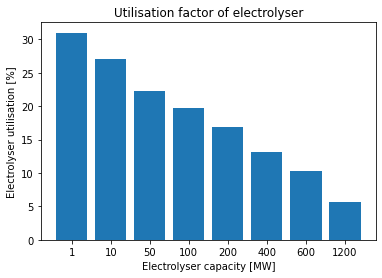 Utilisation factor of electrolyser
Electrolyser utilisation [%]
30
25
20
15
10
5
0
1 10 50 100 200 400 600 1200
Electrolyser capacity [MW]